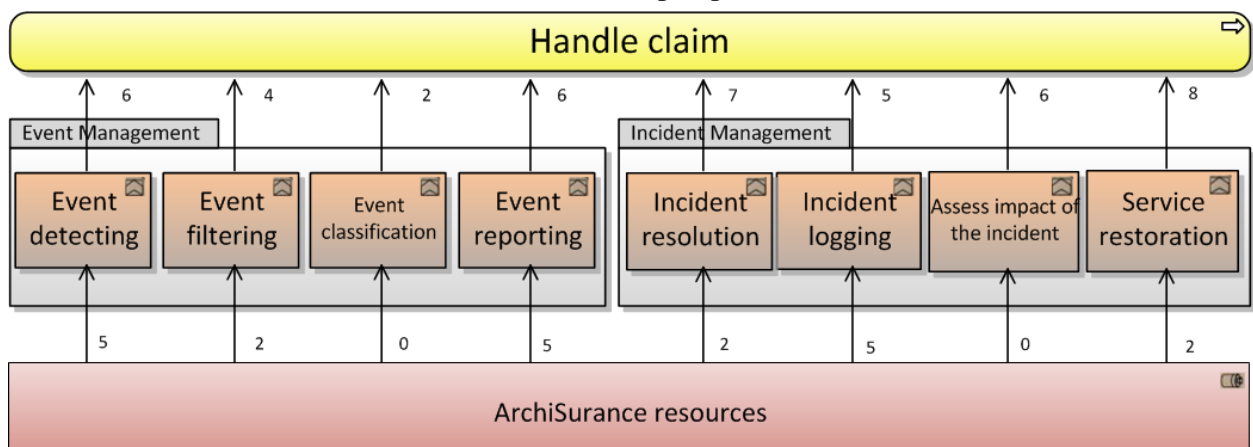 Handle claim
6 4 2 6 7 5 6 8
Event Management
Incident Management
Event
detecting
Event
filtering
Event
classification
Event
reporting
Incident
resolution
Incident
logging
Assess impact of
the incident
Service
restoration
5 2 0 5 2 5 0 2
ArchiSurance resources